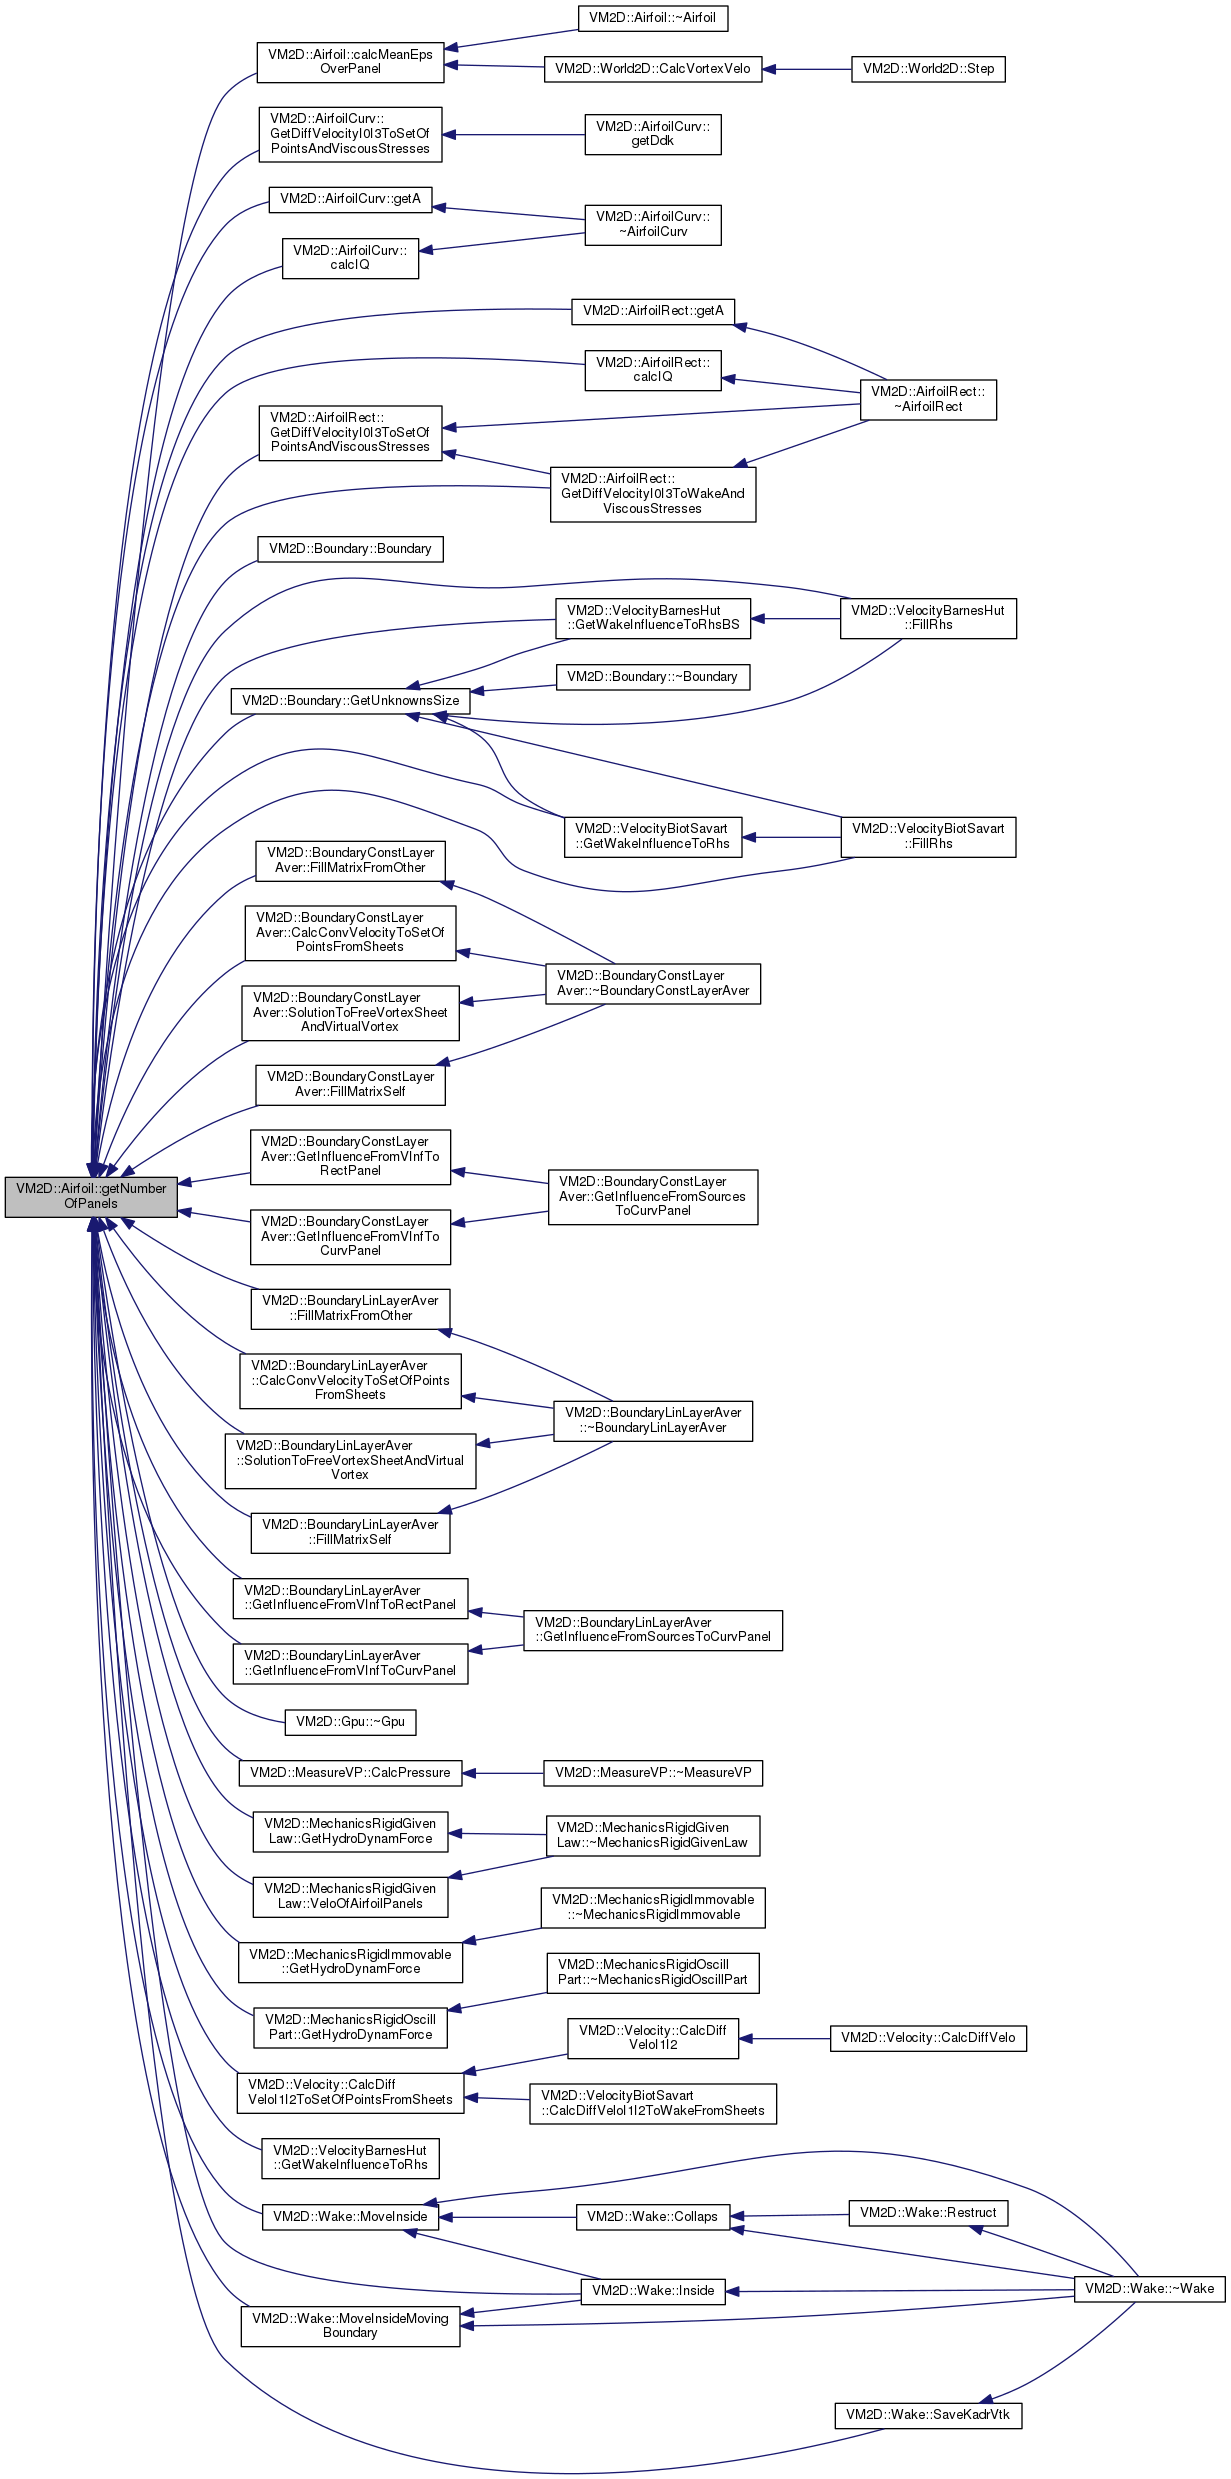 VM2D::Airfoil::~Airfoil
VM2D::Airfoil::calcMeanEps
OverPanel
VM2D::World2D::CalcVortexVelo
VM2D::World2D::Step
VM2D::AirfoilCurv::
GetDiffVelocityI0I3ToSetOf
PointsAndViscousStresses
VM2D::AirfoilCurv::
getDdk
VM2D::AirfoilCurv::getA
VM2D::AirfoilCurv::
~AirfoilCurv
VM2D::AirfoilCurv::
calcIQ
VM2D::AirfoilRect::getA
VM2D::AirfoilRect::
calcIQ
VM2D::AirfoilRect::
~AirfoilRect
VM2D::AirfoilRect::
GetDiffVelocityI0I3ToSetOf
PointsAndViscousStresses
VM2D::AirfoilRect::
GetDiffVelocityI0I3ToWakeAnd
ViscousStresses
VM2D::Boundary::Boundary
VM2D::VelocityBarnesHut
::GetWakeInfluenceToRhsBS
VM2D::VelocityBarnesHut
::FillRhs
VM2D::Boundary::~Boundary
VM2D::Boundary::GetUnknownsSize
VM2D::VelocityBiotSavart
::GetWakeInfluenceToRhs
VM2D::VelocityBiotSavart
::FillRhs
VM2D::BoundaryConstLayer
Aver::FillMatrixFromOther
VM2D::BoundaryConstLayer
Aver::CalcConvVelocityToSetOf
PointsFromSheets
VM2D::BoundaryConstLayer
Aver::~BoundaryConstLayerAver
VM2D::BoundaryConstLayer
Aver::SolutionToFreeVortexSheet
AndVirtualVortex
VM2D::BoundaryConstLayer
Aver::FillMatrixSelf
VM2D::BoundaryConstLayer
Aver::GetInfluenceFromVInfTo
RectPanel
VM2D::Airfoil::getNumber
OfPanels
VM2D::BoundaryConstLayer
Aver::GetInfluenceFromSources
ToCurvPanel
VM2D::BoundaryConstLayer
Aver::GetInfluenceFromVInfTo
CurvPanel
VM2D::BoundaryLinLayerAver
::FillMatrixFromOther
VM2D::BoundaryLinLayerAver
::CalcConvVelocityToSetOfPoints
FromSheets
VM2D::BoundaryLinLayerAver
::~BoundaryLinLayerAver
VM2D::BoundaryLinLayerAver
::SolutionToFreeVortexSheetAndVirtual
Vortex
VM2D::BoundaryLinLayerAver
::FillMatrixSelf
VM2D::BoundaryLinLayerAver
::GetInfluenceFromVInfToRectPanel
VM2D::BoundaryLinLayerAver
::GetInfluenceFromSourcesToCurvPanel
VM2D::BoundaryLinLayerAver
::GetInfluenceFromVInfToCurvPanel
VM2D::Gpu::~Gpu
VM2D::MeasureVP::CalcPressure
VM2D::MeasureVP::~MeasureVP
VM2D::MechanicsRigidGiven
Law::GetHydroDynamForce
VM2D::MechanicsRigidGiven
Law::~MechanicsRigidGivenLaw
VM2D::MechanicsRigidGiven
Law::VeloOfAirfoilPanels
VM2D::MechanicsRigidImmovable
::~MechanicsRigidImmovable
VM2D::MechanicsRigidImmovable
::GetHydroDynamForce
VM2D::MechanicsRigidOscill
Part::~MechanicsRigidOscillPart
VM2D::MechanicsRigidOscill
Part::GetHydroDynamForce
VM2D::Velocity::CalcDiff
VeloI1I2
VM2D::Velocity::CalcDiffVelo
VM2D::Velocity::CalcDiff
VeloI1I2ToSetOfPointsFromSheets
VM2D::VelocityBiotSavart
::CalcDiffVeloI1I2ToWakeFromSheets
VM2D::VelocityBarnesHut
::GetWakeInfluenceToRhs
VM2D::Wake::MoveInside
VM2D::Wake::Collaps
VM2D::Wake::Restruct
VM2D::Wake::Inside
VM2D::Wake::~Wake
VM2D::Wake::MoveInsideMoving
Boundary
VM2D::Wake::SaveKadrVtk